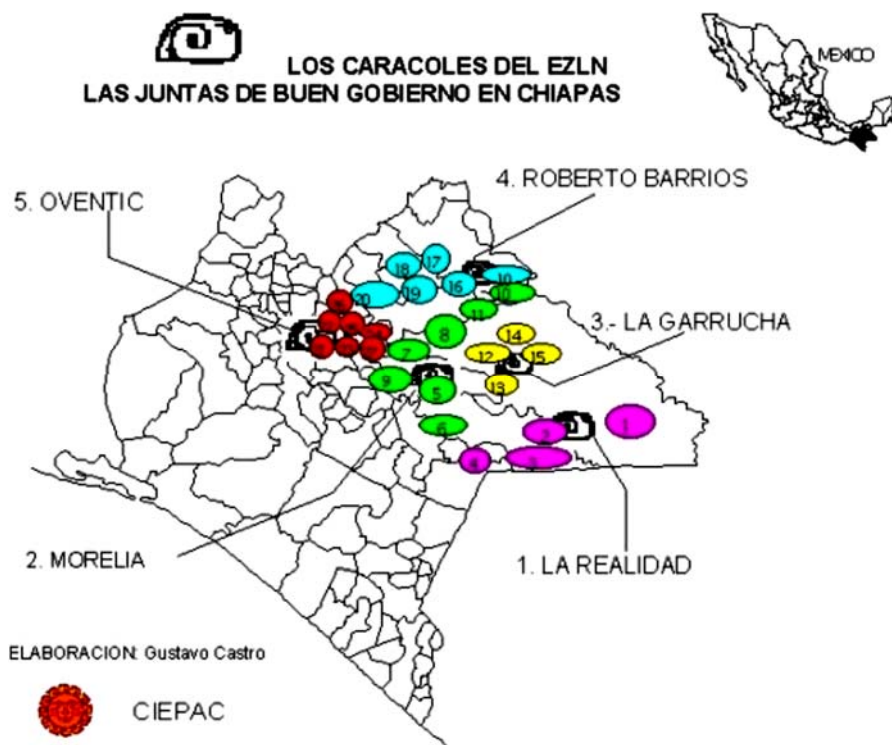 LOS CARACOLES DEL EZLN
LAS JUNTAS DE BUEN GOBIERNO EN CHIAPAS
MEXICO
4. ROBERTO BARRIOS
5. OVENTIC
17
18
10
16
19
20
10
11
3.- LA GARRUCHA
14
8
7
12
15
9
13
5
1
2
6
3
4
2. MORELIA
1. LA REALIDAD
ELABORACION: Gustavo Castro
CIEPAC